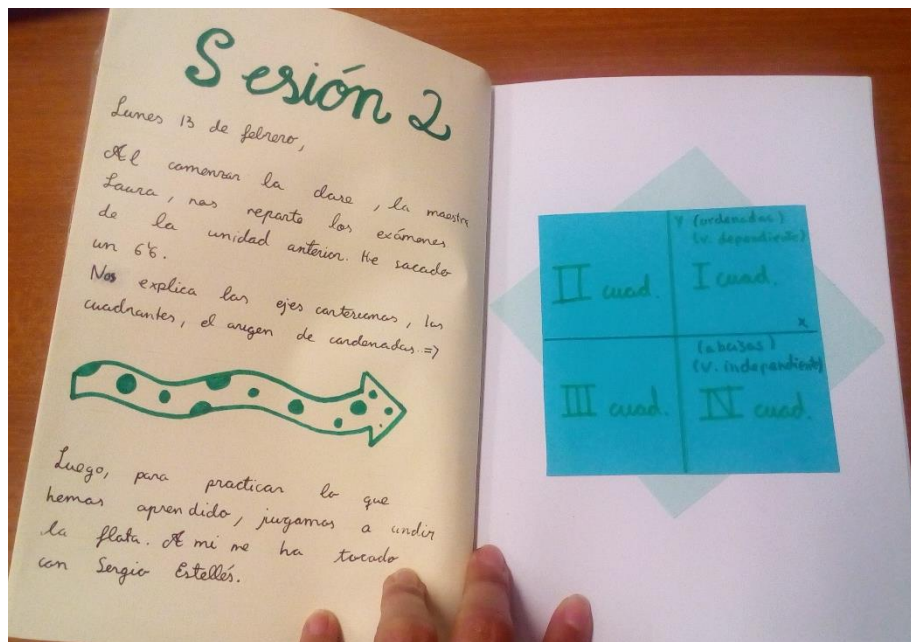 Sesión 2
Lunes 13 de febrero,
Al comenzar la clase, la maestra
Laura, nos reparte los exámenes
de la unidad anterior. He sacado
un 6'6.
Nos explica los ejes cartesianos, los
cuadrantes, el origen de cordenadas =>
Luego, para practicar lo que
hemos aprendido, jugamos a undir
la flota. A mi me ha tocado
con Sergio Estellés.
y (ordenadas)
(v. dependiente)
II cuad.
I cuad.
x
(abcisas)
(v. independiente)
III cuad.
IV cuad.